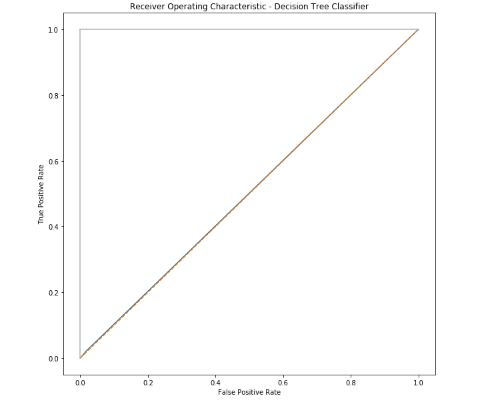 Receiver Operating Characteristic - Decision Tree Classifier
1.0
0.8
0.6
0.4
0.2
0.0
True Positive Rate
0.0 0.2 0.4 0.6 0.8 1.0
False Positive Rate